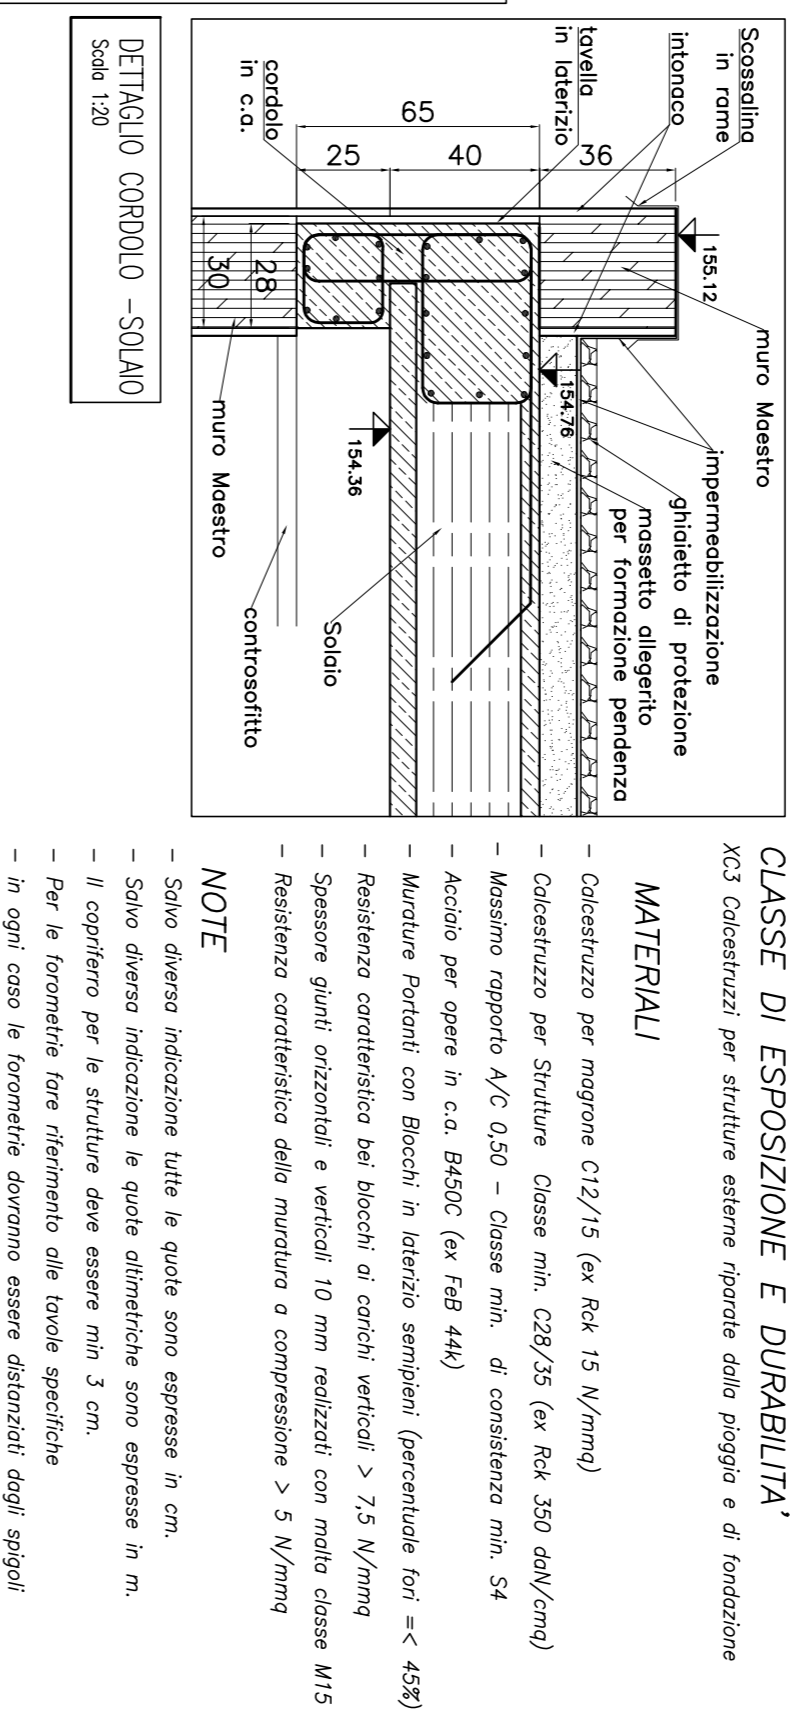 Scossalina
in rame
intonaco
tavella
in laterizio
cordolo
in c.a.
65
25
40
36
155.12
muro Maestro
impermeabilizzazione
ghiaietto di protezione
massetto allegerito
per formazione pendenza
154.76
154.36
Solaio
controsofitto
muro Maestro
28
30
DETTAGLIO CORDOLO -SOLAIO
Scala 1:20
CLASSE DI ESPOSIZIONE E DURABILITA'
XC3 Calcestruzzi per strutture esterne riparate dalla pioggia e di fondazione
MATERIALI
- Calcestruzzo per magrone C12/15 (ex Rck 15 N/mmq)
- Calcestruzzo per Strutture Classe min. C28/35 (ex Rck 350 daN/cmq)
- Massimo rapporto A/C 0,50 - Classe min. di consistenza min. S4
- Acciaio per opere in c.a. B450C (ex FeB 44k)
- Murature Portanti con Blocchi in laterizio semipieni (percentuale fori =< 45%)
- Resistenza caratteristica bei blocchi ai carichi verticali > 7,5 N/mmq
- Spessore giunti orizzontali e verticali 10 mm realizzati con malta classe M15
- Resistenza caratteristica della muratura a compressione > 5 N/mmq
NOTE
- Salvo diversa indicazione tutte le quote sono espresse in cm.
- Salvo diversa indicazione le quote altimetriche sono espresse in m.
- Il copriferro per le strutture deve essere min 3 cm.
- Per le forometrie fare riferimento alle tavole specifiche
- in ogni caso le forometrie dovranno essere distanziati dagli spigoli